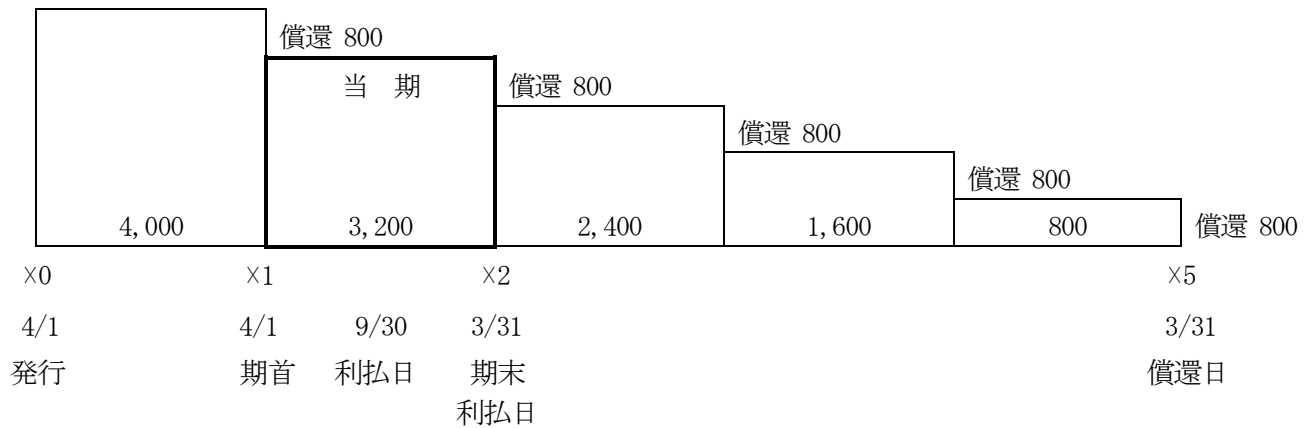 償還 800
当 期
償還 800
償還 800
償還 800
4,000 3,200 2,400 1,600 800 償還 800
×0 ×1 ×2 ×5
4/1 4/1 9/30 3/31 3/31
発行 期首 利払日 期末 償還日
利払日